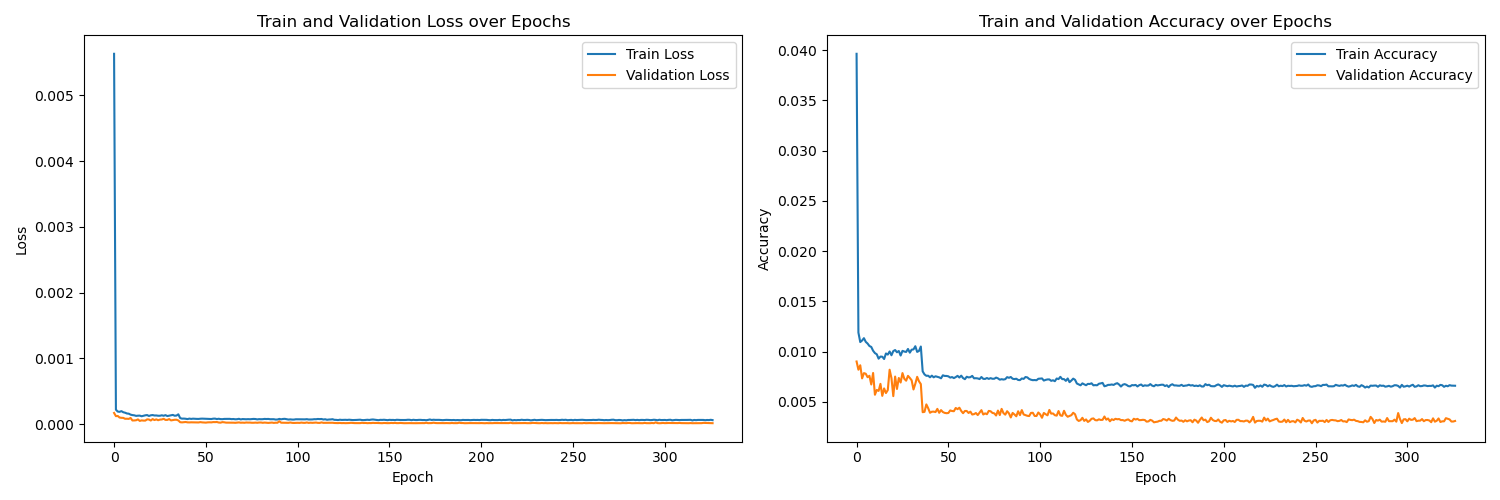 Train and Validation Loss over Epochs
Train Loss
Validation Loss
0.005
0.004
0.003
0.002
0.001
0.000
Loss
0 50 100 150 200 250 300
Epoch
Train and Validation Accuracy over Epochs
Train Accuracy
Validation Accuracy
0.040
0.035
0.030
0.025
0.020
0.015
0.010
0.005
Accuracy
0 50 100 150 200 250 300
Epoch